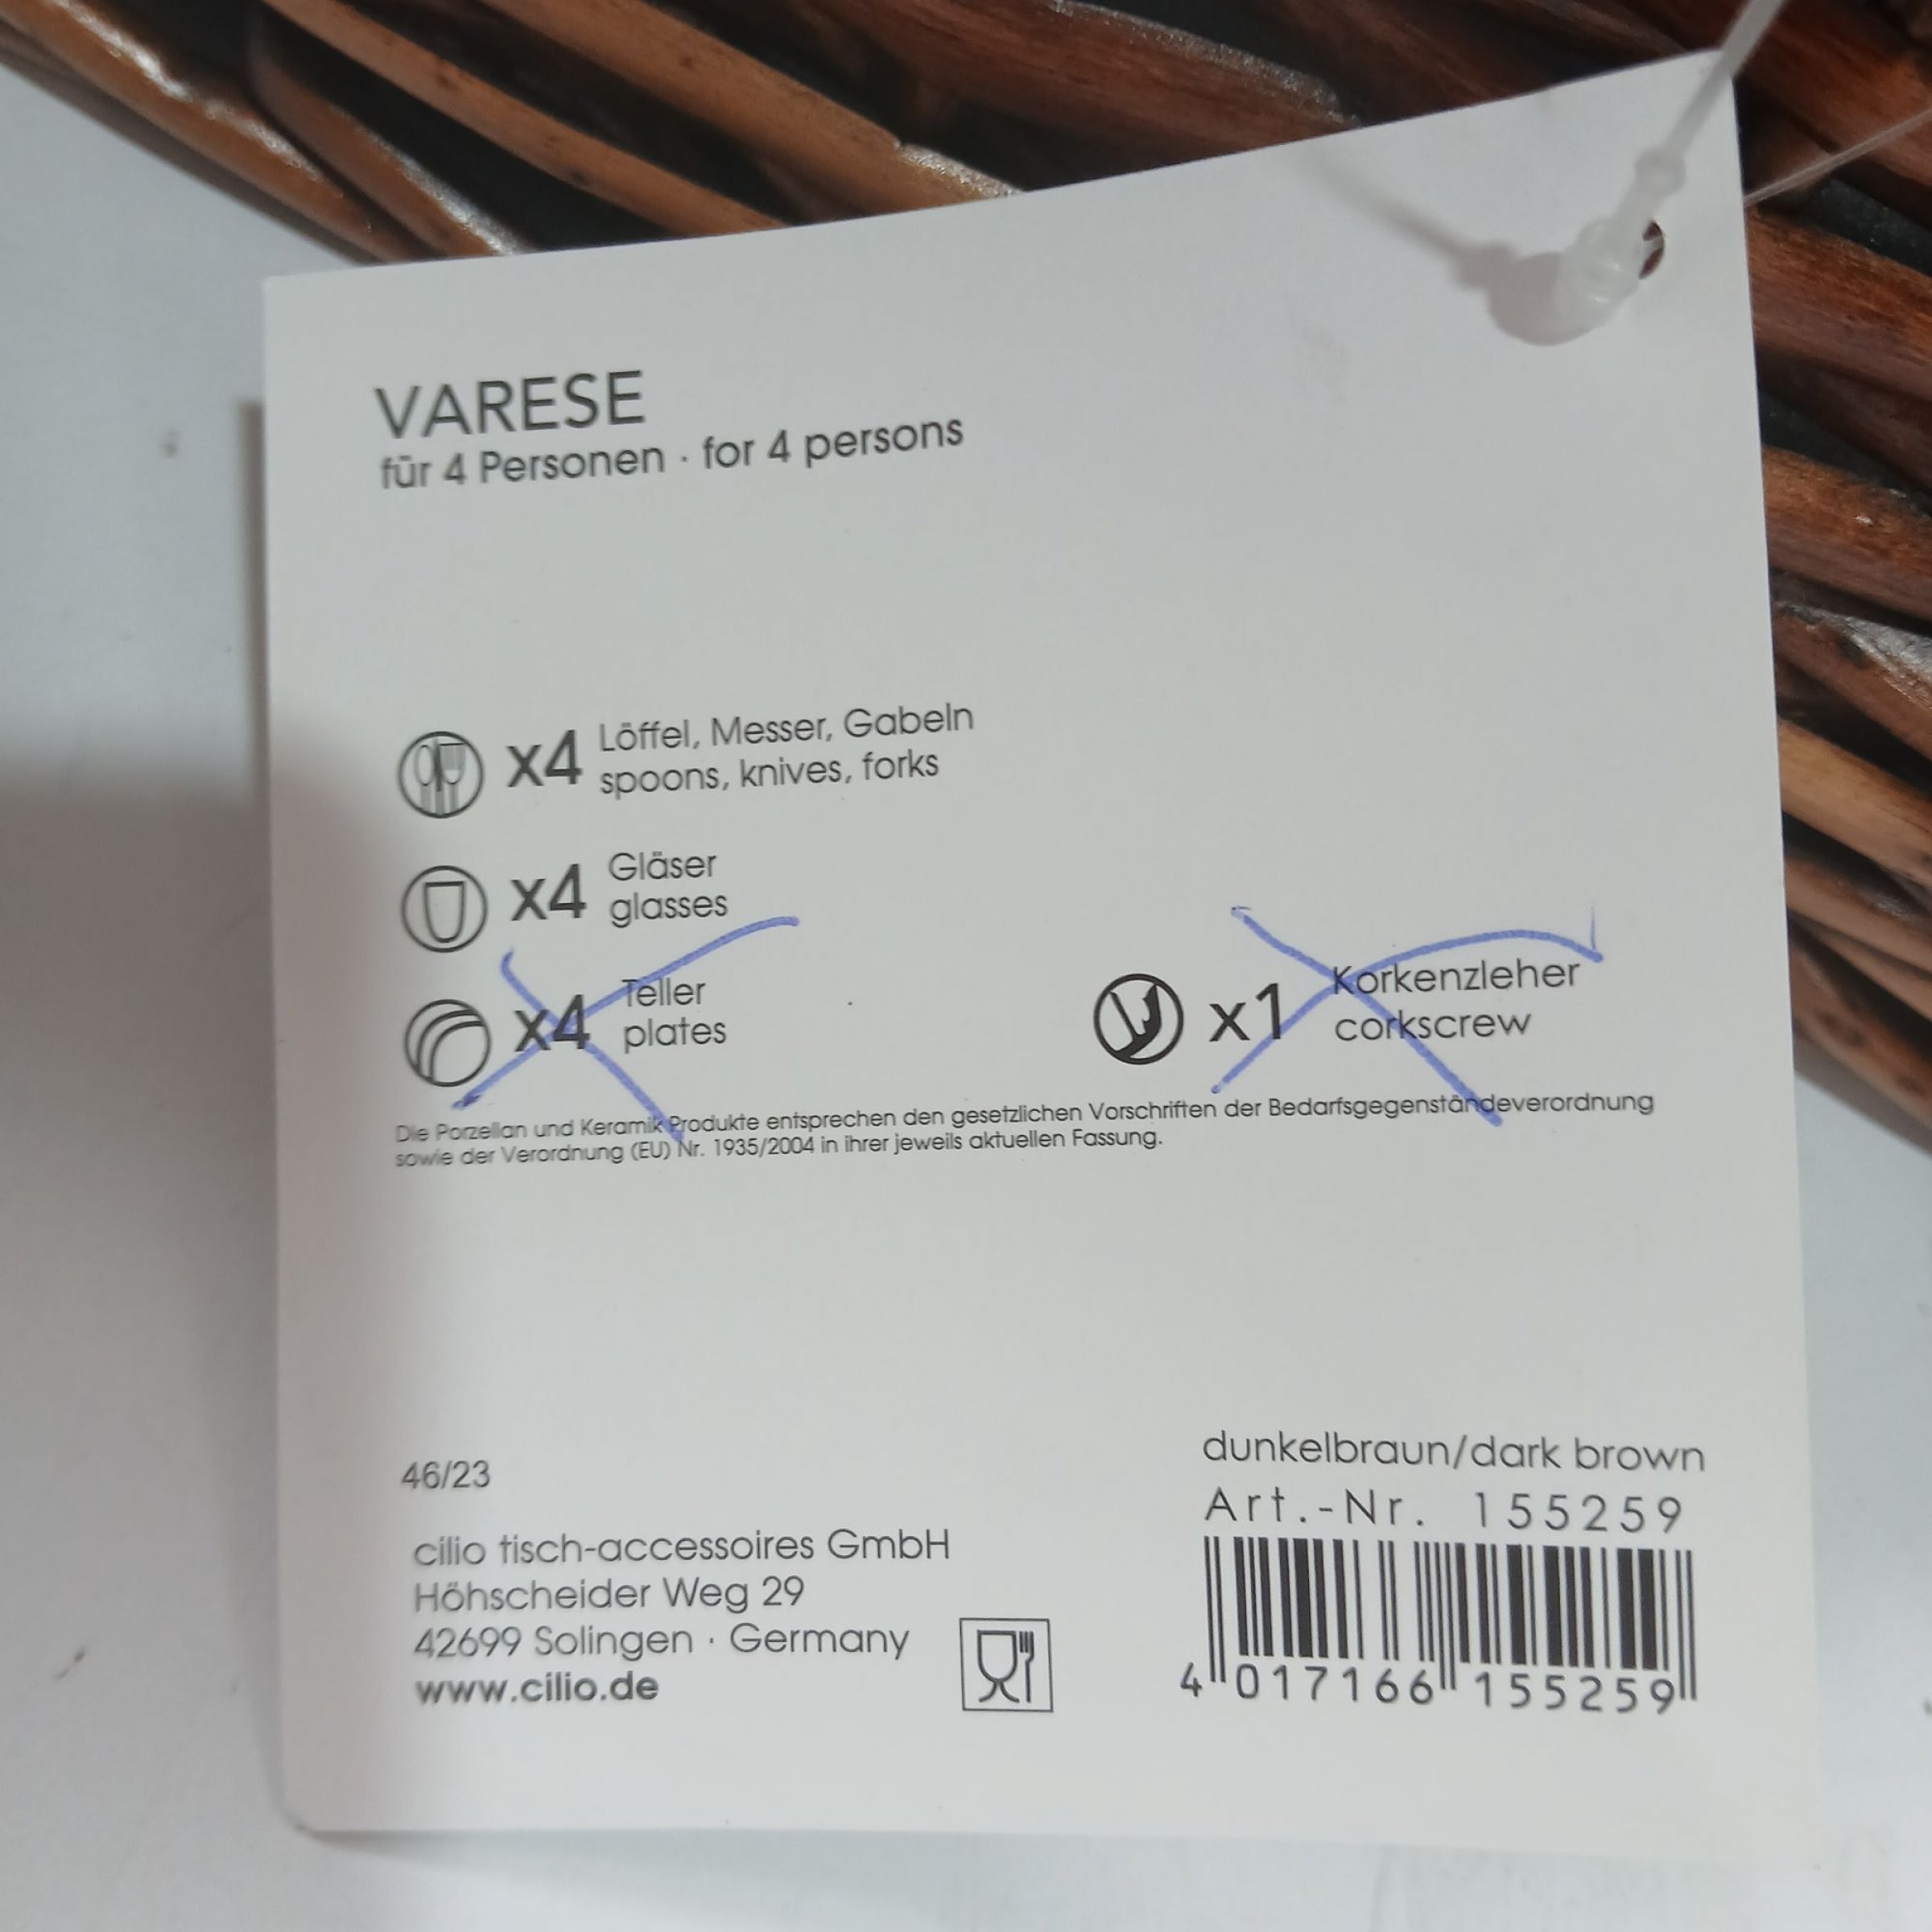 VARESE
für 4 Personen · for 4 persons
x4 Löffel, Messer, Gabeln
spoons, knives, forks
x4 Gläser
glasses
x4 Teller
plates
x1 Korkenzleher
corkscrew
Die Porzellan und Keramik Produkte entsprechen den gesetzlichen Vorschriften der Bedarfsgegenständeverordnung
sowie der Verordnung (EU) Nr. 1935/2004 in ihrer jeweils aktuellen Fassung.
46/23
cilio tisch-accessoires GmbH
Höhscheider Weg 29
42699 Solingen · Germany
www.cilio.de
dunkelbraun/dark brown
Art.-Nr. 155259
4 017166 155259